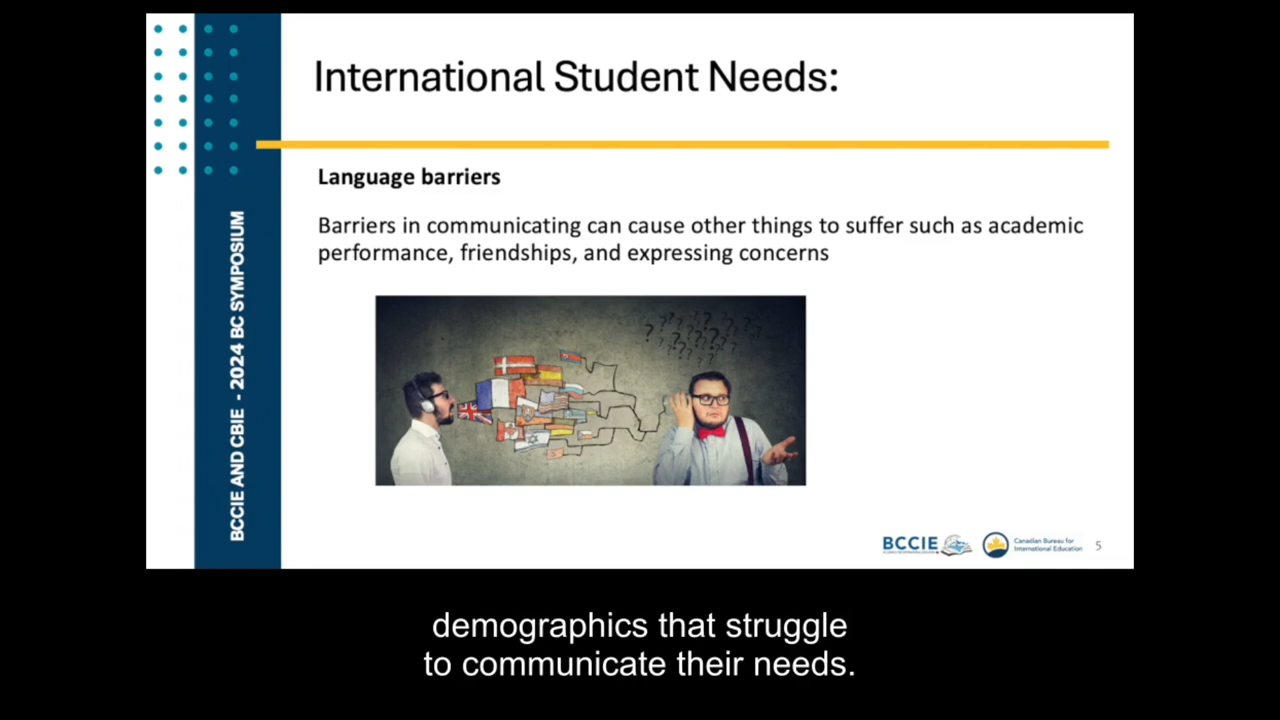 International Student Needs:
Language barriers
Barriers in communicating can cause other things to suffer such as academic
performance, friendships, and expressing concerns
BCCIE AND CBIE - 2024 BC SYMPOSIUM
BCCIE
Canadian Bureau for
International Education
5
demographics that struggle
to communicate their needs.